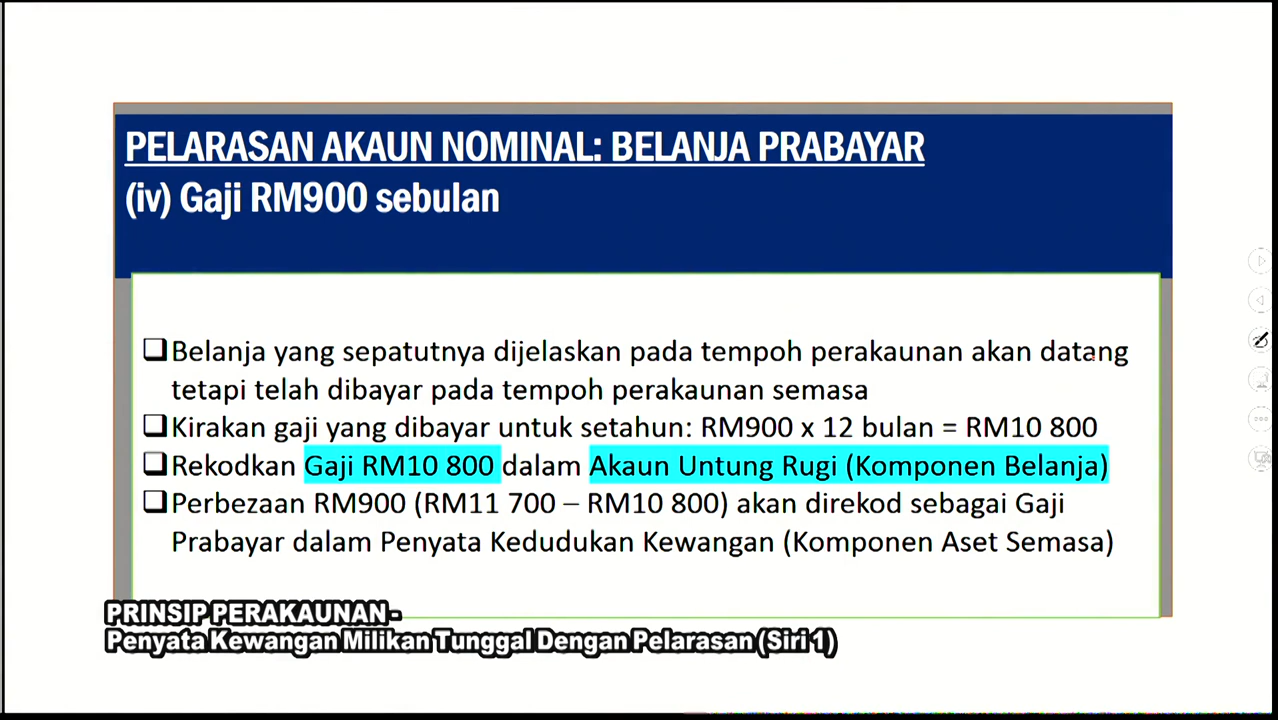 PELARASAN AKAUN NOMINAL: BELANJA PRABAYAR
(iv) Gaji RM900 sebulan
❑Belanja yang sepatutnya dijelaskan pada tempoh perakaunan akan datang
tetapi telah dibayar pada tempoh perakaunan semasa
❑Kirakan gaji yang dibayar untuk setahun: RM900 x 12 bulan = RM10 800
❑Rekodkan Gaji RM10 800 dalam Akaun Untung Rugi (Komponen Belanja)
❑Perbezaan RM900 (RM11 700 – RM10 800) akan direkod sebagai Gaji
Prabayar dalam Penyata Kedudukan Kewangan (Komponen Aset Semasa)
PRINSIP PERAKAUNAN -
Penyata Kewangan Milikan Tunggal Dengan Pelarasan (Siri 1)